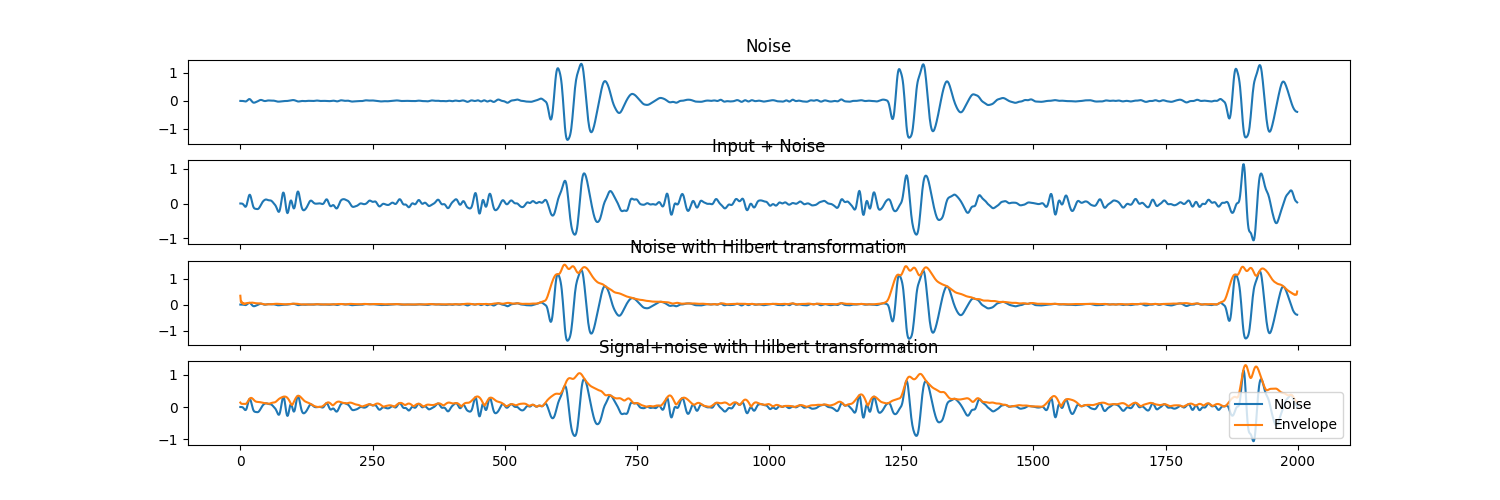 Noise
1
0
−1
Input + Noise
1
0
−1
Noise with Hilbert transformation
1
0
−1
Signal+noise with Hilbert transformation
1
0
−1
Noise
Envelope
0 250 500 750 1000 1250 1500 1750 2000